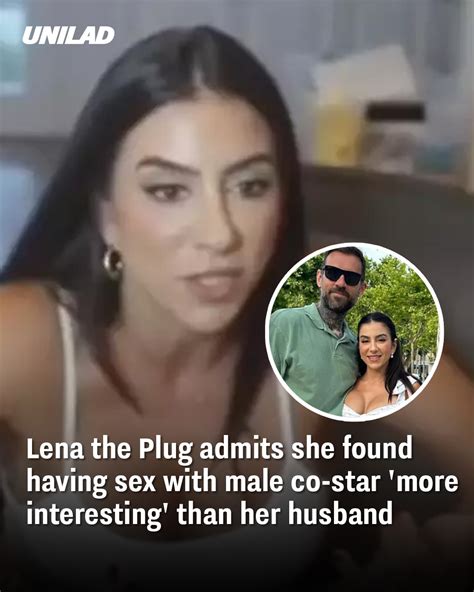 UNILAD
Lena the Plug admits she found
having sex with male co-star 'more
interesting' than her husband